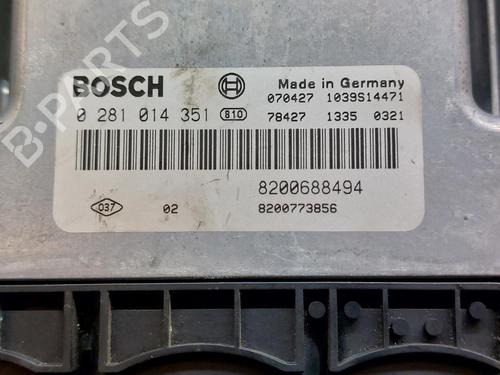 B-PARTS
BOSCH
Made in Germany
070427 1039S14471
0 281 014 351 810
78427 1335 0321
8200688494
037 02 8200773856